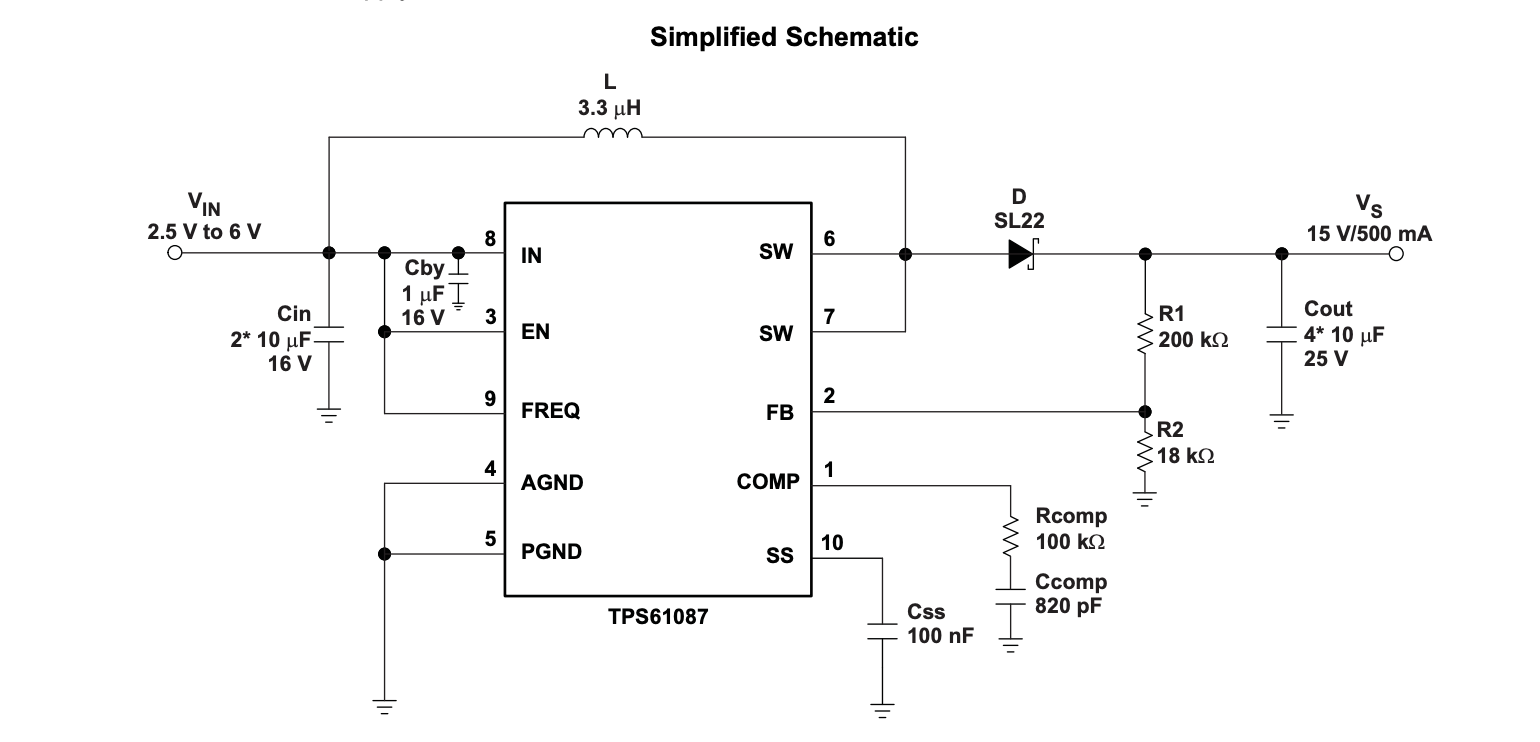 Simplified Schematic
L
3.3 μH
VIN
2.5 V to 6 V
D
SL22
VS
15 V/500 mA
8
IN
SW
6
Cby
1 μF
16 V
Cin
2* 10 μF
16 V
3
EN
SW
7
R1
200 kΩ
Cout
4* 10 μF
25 V
9
FREQ
FB
2
R2
18 kΩ
4
AGND
COMP
1
Rcomp
100 kΩ
5
PGND
SS
10
Ccomp
820 pF
TPS61087
Css
100 nF